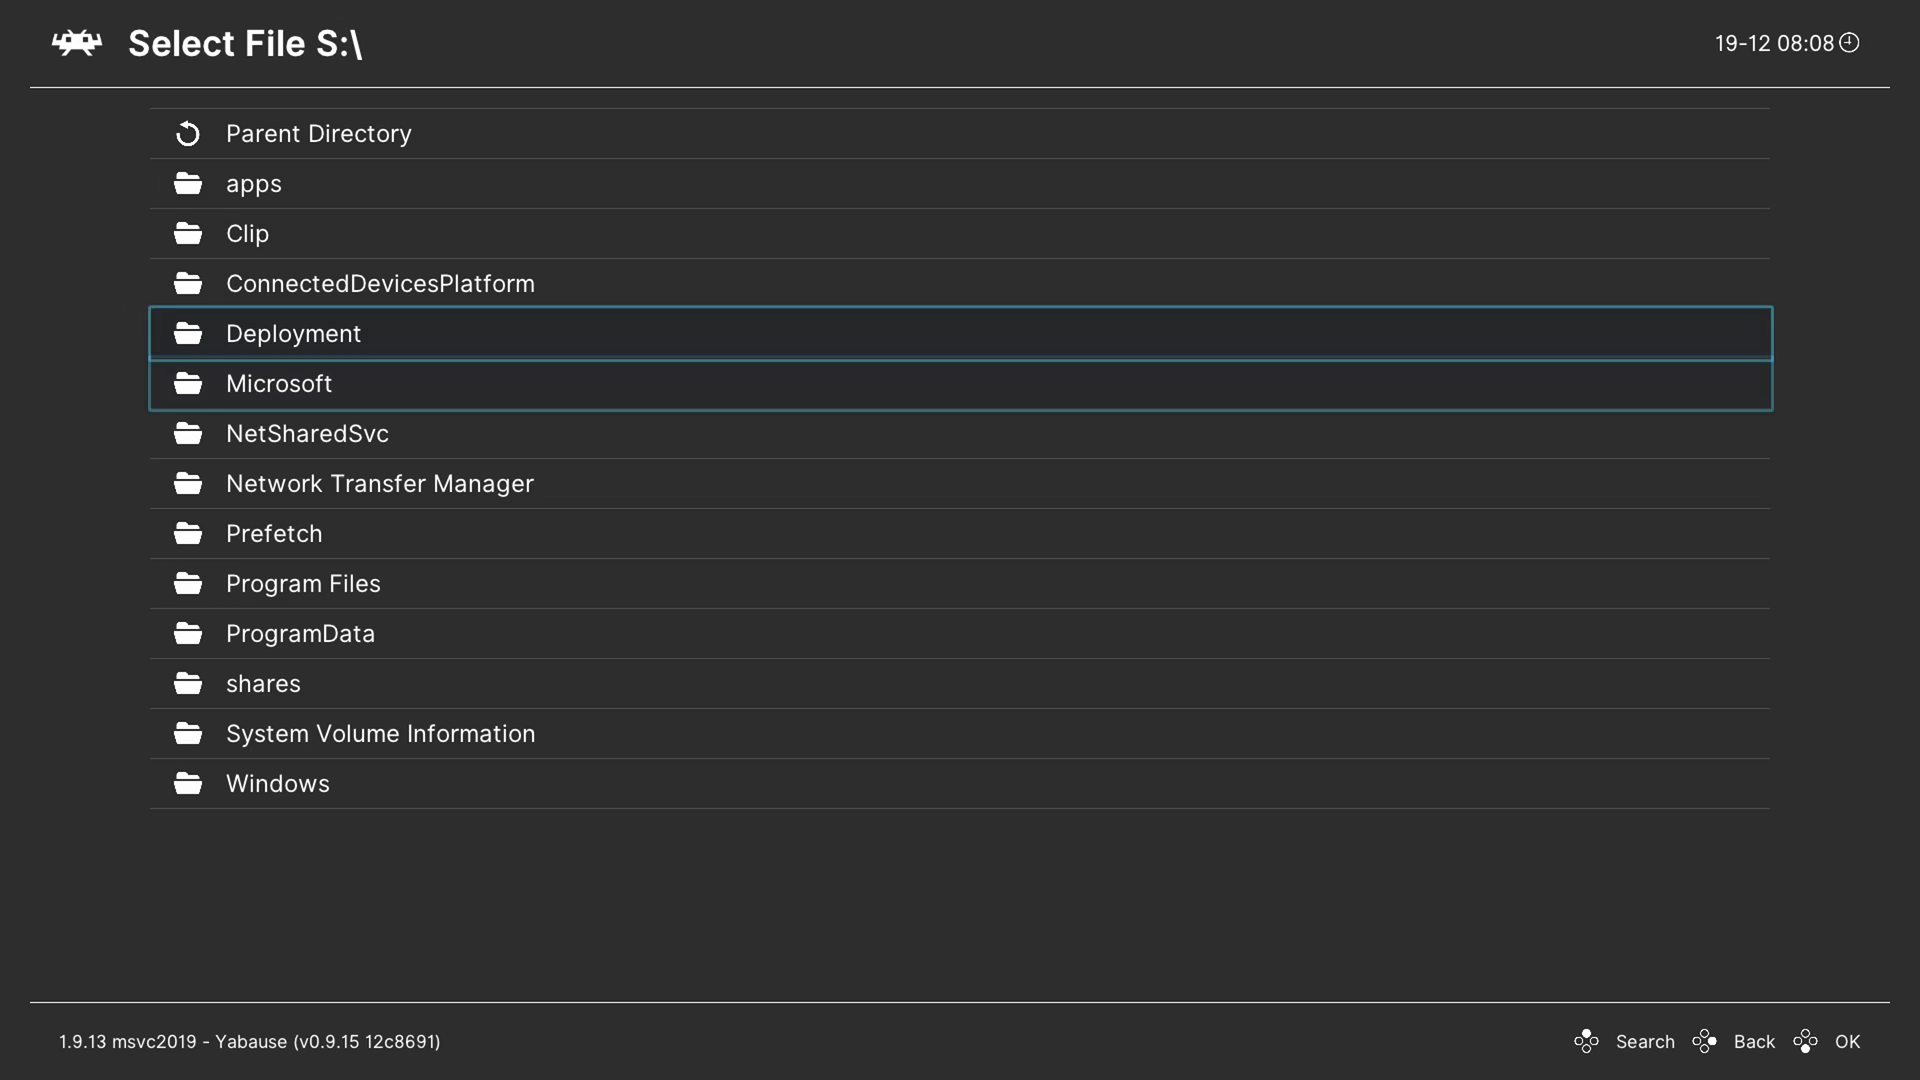 Select File S:\
19-12 08:08
Parent Directory
apps
Clip
ConnectedDevicesPlatform
Deployment
Microsoft
NetSharedSvc
Network Transfer Manager
Prefetch
Program Files
ProgramData
shares
System Volume Information
Windows
1.9.13 msvc2019 - Yabause (v0.9.15 12c8691)
Search Back OK